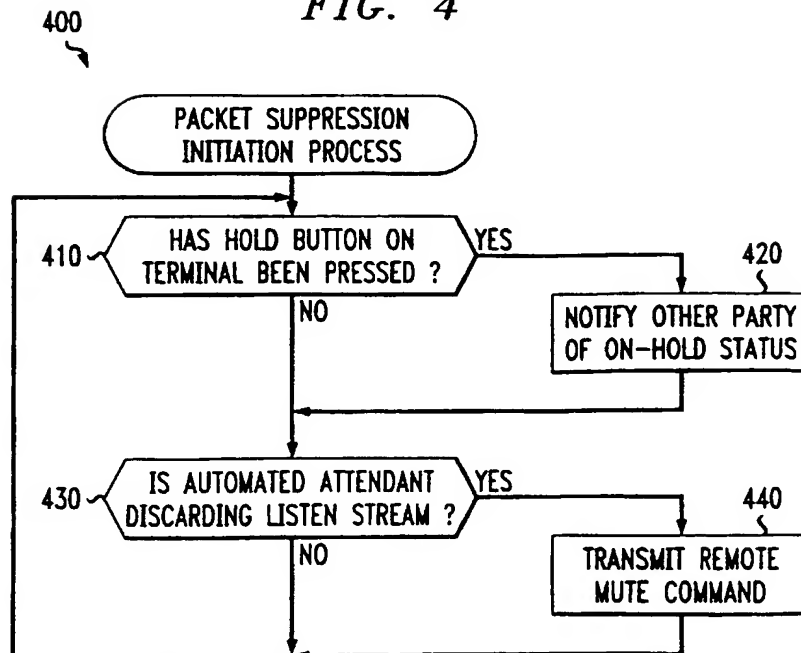 FIG. 4
400
PACKET SUPPRESSION
INITIATION PROCESS
410
HAS HOLD BUTTON ON
TERMINAL BEEN PRESSED ?
YES
NO
420
NOTIFY OTHER PARTY
OF ON-HOLD STATUS
430
IS AUTOMATED ATTENDANT
DISCARDING LISTEN STREAM ?
YES
NO
440
TRANSMIT REMOTE
MUTE COMMAND